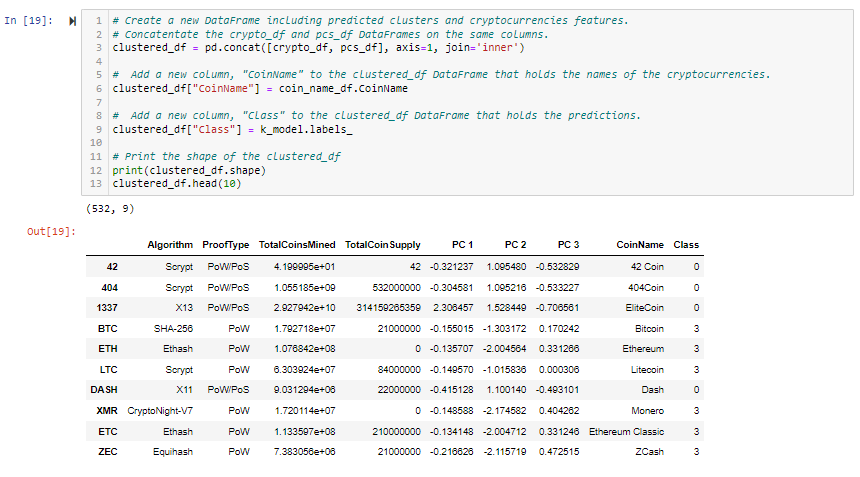 In [19]:
1 # Create a new DataFrame including predicted clusters and cryptocurrencies features.
2 # Concatentate the crypto_df and pcs_df DataFrames on the same columns.
3 clustered_df = pd.concat([crypto_df, pcs_df], axis=1, join='inner')
4
5 #  Add a new column, "CoinName" to the clustered_df DataFrame that holds the names of the cryptocurrencies.
6 clustered_df["CoinName"] = coin_name_df.CoinName
7
8 #  Add a new column, "Class" to the clustered_df DataFrame that holds the predictions.
9 clustered_df["Class"] = k_model.labels_
10
11 # Print the shape of the clustered_df
12 print(clustered_df.shape)
13 clustered_df.head(10)
(532, 9)
Out[19]:
Algorithm ProofType TotalCoinsMined TotalCoinSupply PC 1 PC 2 PC 3 CoinName Class
42 Scrypt PoW/PoS 4.199995e+01 42 -0.321237 1.095480 -0.532829 42 Coin 0
404 Scrypt PoW/PoS 1.055185e+09 532000000 -0.304581 1.095216 -0.533227 404Coin 0
1337 X13 PoW/PoS 2.927942e+10 314159265359 2.306457 1.528449 -0.706561 EliteCoin 0
BTC SHA-256 PoW 1.792718e+07 21000000 -0.155015 -1.303172 0.170242 Bitcoin 3
ETH Ethash PoW 1.076842e+08 0 -0.135707 -2.004564 0.331266 Ethereum 3
LTC Scrypt PoW 6.303924e+07 84000000 -0.149570 -1.015836 0.000306 Litecoin 3
DASH X11 PoW/PoS 9.031294e+06 22000000 -0.415128 1.100140 -0.493101 Dash 0
XMR CryptoNight-V7 PoW 1.720114e+07 0 -0.148588 -2.174582 0.404262 Monero 3
ETC Ethash PoW 1.133597e+08 210000000 -0.134148 -2.004712 0.331246 Ethereum Classic 3
ZEC Equihash PoW 7.383056e+06 21000000 -0.216626 -2.115719 0.472515 ZCash 3